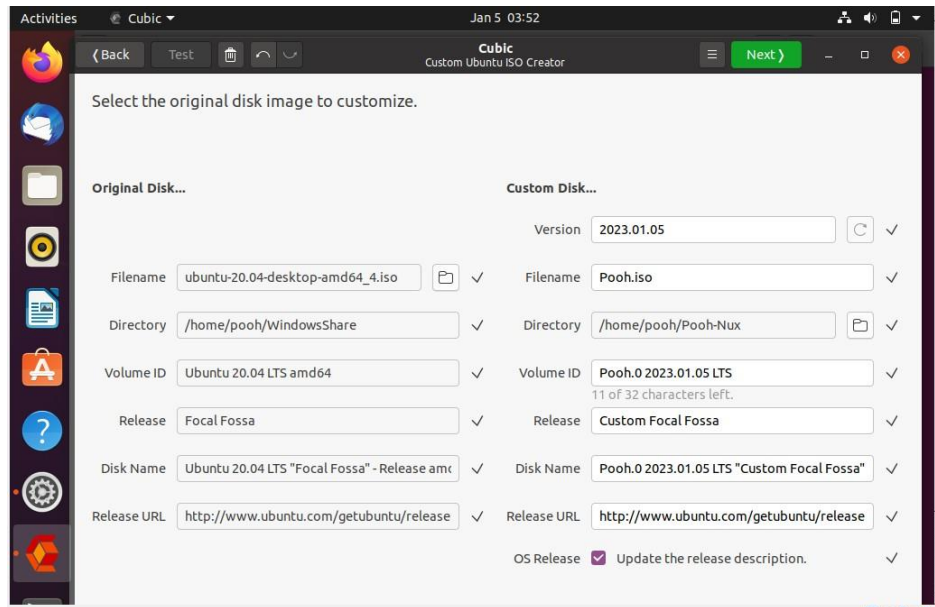 Activities Cubic Jan 5 03:52
Back Test Cubic Next
Custom Ubuntu ISO Creator
Select the original disk image to customize.
Original Disk... Custom Disk...
Version 2023.01.05
Filename ubuntu-20.04-desktop-amd64_4.iso Filename Pooh.iso
Directory /home/pooh/WindowsShare Directory /home/pooh/Pooh-Nux
Volume ID Ubuntu 20.04 LTS amd64 Volume ID Pooh.0 2023.01.05 LTS
11 of 32 characters left.
Release Focal Fossa Release Custom Focal Fossa
Disk Name Ubuntu 20.04 LTS "Focal Fossa" - Release amc Disk Name Pooh.0 2023.01.05 LTS "Custom Focal Fossa"
Release URL http://www.ubuntu.com/getubuntu/release Release URL http://www.ubuntu.com/getubuntu/release
OS Release Update the release description.